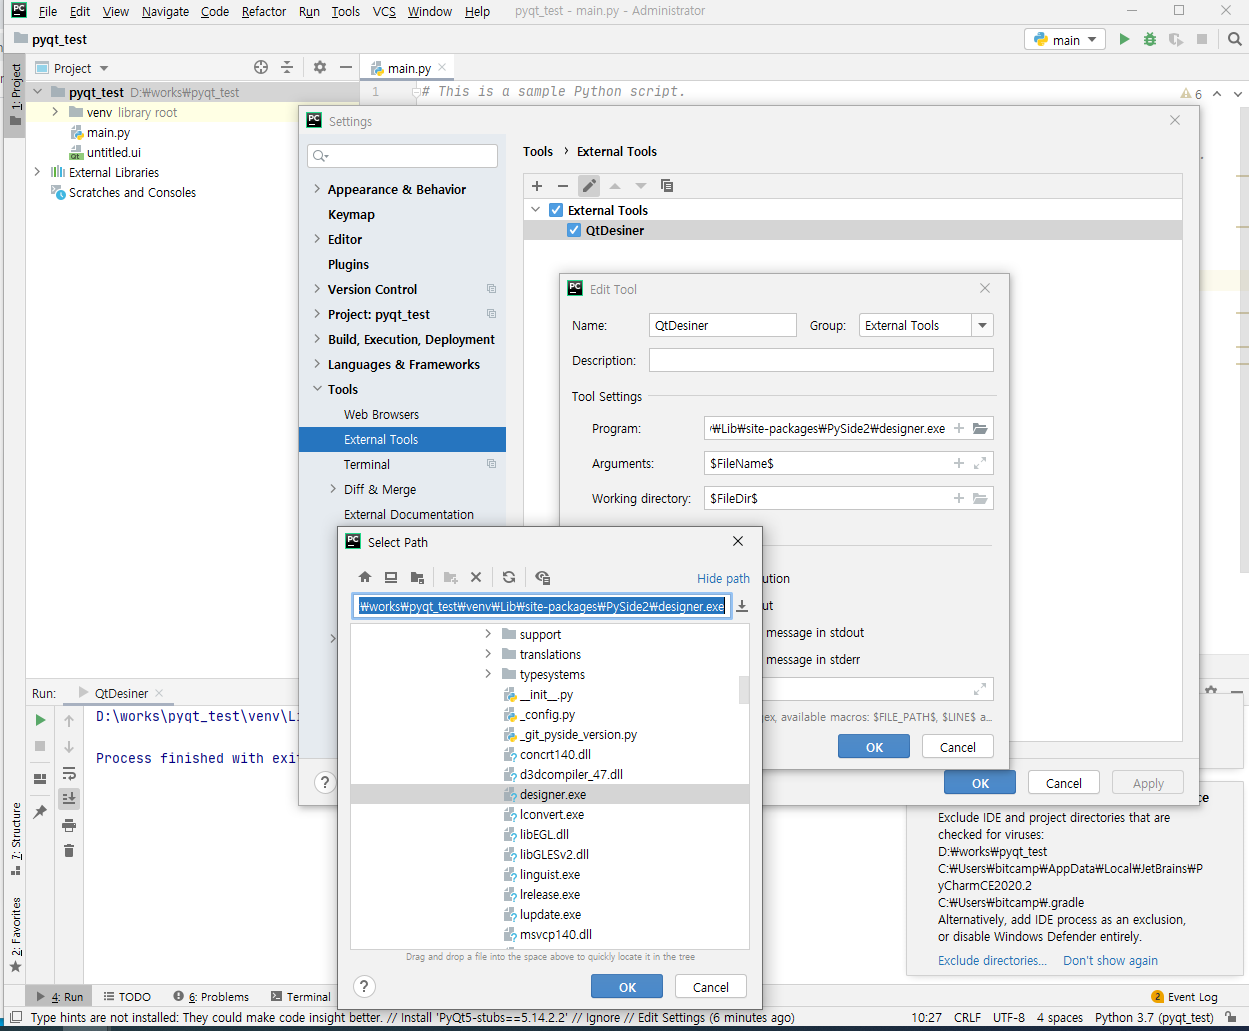 PC File Edit View Navigate Code Refactor Run Tools VCS Window Help pyqt_test - main.py - Administrator
pyqt_test main
Project main.py
1: Project
pyqt_test D:₩works₩pyqt_test
venv library root
main.py
untitled.ui
External Libraries
Scratches and Consoles
1 # This is a sample Python script.
6
PC Settings
Appearance & Behavior
Keymap
Editor
Plugins
Version Control
Project: pyqt_test
Build, Execution, Deployment
Languages & Frameworks
Tools
Web Browsers
External Tools
Terminal
Diff & Merge
External Documentation
Tools › External Tools
External Tools
QtDesiner
PC Edit Tool
Name: QtDesiner Group: External Tools
Description:
Tool Settings
Program: ₩Lib₩site-packages₩PySide2₩designer.exe
Arguments: $FileName$
Working directory: $FileDir$
ution
ut
message in stdout
message in stderr
ex, available macros: $FILE_PATH$, $LINE$ a...
OK Cancel
? OK Cancel Apply
PC Select Path
Hide path
₩works₩pyqt_test₩venv₩Lib₩site-packages₩PySide2₩designer.exe
support
translations
typesystems
__init__.py
_config.py
_git_pyside_version.py
concrt140.dll
d3dcompiler_47.dll
designer.exe
lconvert.exe
libEGL.dll
libGLESv2.dll
linguist.exe
lrelease.exe
lupdate.exe
msvcp140.dll
Drag and drop a file into the space above to quickly locate it in the tree
? OK Cancel
Run: QtDesiner
D:\works\pyqt_test\venv\Li
Process finished with exi
7: Structure
2: Favorites
ce
Exclude IDE and project directories that are
checked for viruses:
D:₩works₩pyqt_test
C:₩Users₩bitcamp₩AppData₩Local₩JetBrains₩P
yCharmCE2020.2
C:₩Users₩bitcamp₩.gradle
Alternatively, add IDE process as an exclusion,
or disable Windows Defender entirely.
Exclude directories... Don't show again
4: Run TODO 6: Problems Terminal 2 Event Log
Type hints are not installed: They could make code insight better. // Install 'PyQt5-stubs==5.14.2.2' // Ignore // Edit Settings (6 minutes ago) 10:27 CRLF UTF-8 4 spaces Python 3.7 (pyqt_test)